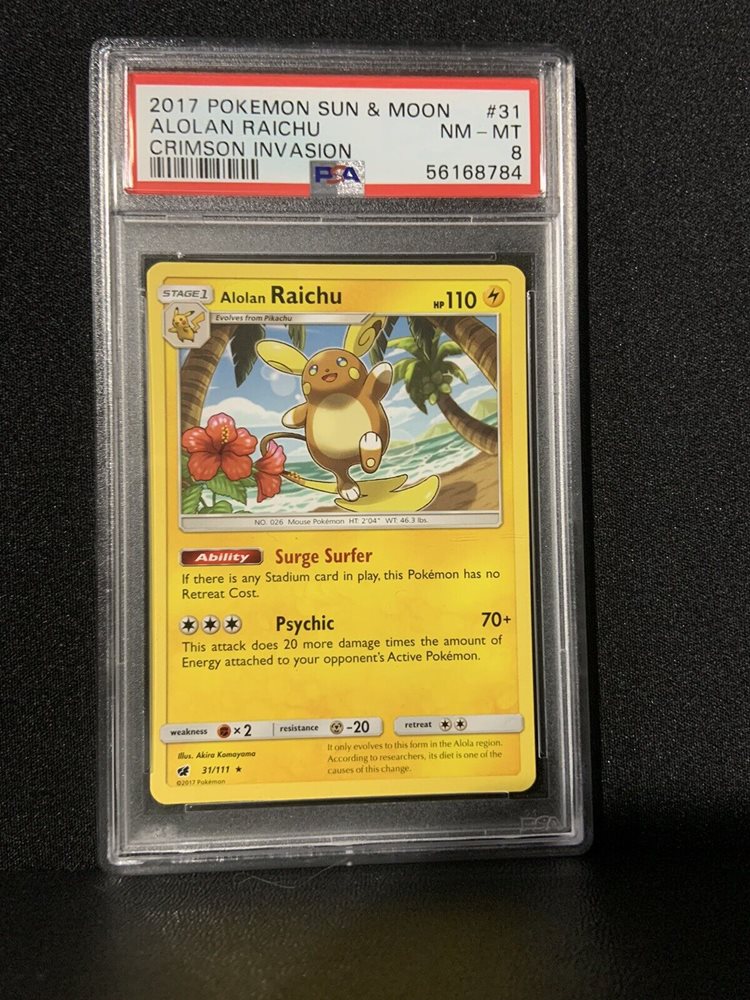 2017 POKEMON SUN & MOON #31
ALOLAN RAICHU NM - MT
CRIMSON INVASION 8
PSA 56168784
STAGE 1 Alolan Raichu HP 110
Evolves from Pikachu
NO. 026 Mouse Pokémon HT: 2'04" WT: 46.3 lbs.
Ability Surge Surfer
If there is any Stadium card in play, this Pokémon has no
Retreat Cost.
Psychic 70+
This attack does 20 more damage times the amount of
Energy attached to your opponent's Active Pokémon.
weakness ×2 resistance -20 retreat
Illus. Akira Komayama
31/111 ★
©2017 Pokémon
It only evolves to this form in the Alola region.
According to researchers, its diet is one of the
causes of this change.
PSA